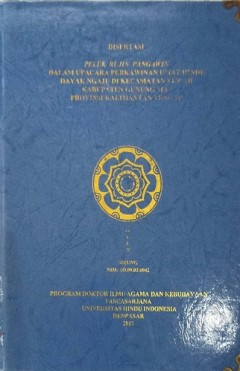 DISERTASI
PELEK RUJIN PANGAWIN
DALAM UPACARA PERKAWINAN UMAT HINDU
DAYAK NGAJU DI KECAMATAN
KABUPATEN GUNUNG MAS
PROVINSI KALIMANTAN TENGAH
PROGRAM DOKTOR ILMU AGAMA DAN KEBUDAYAAN
PASCASARJANA
UNIVERSITAS HINDU INDONESIA
DENPASAR